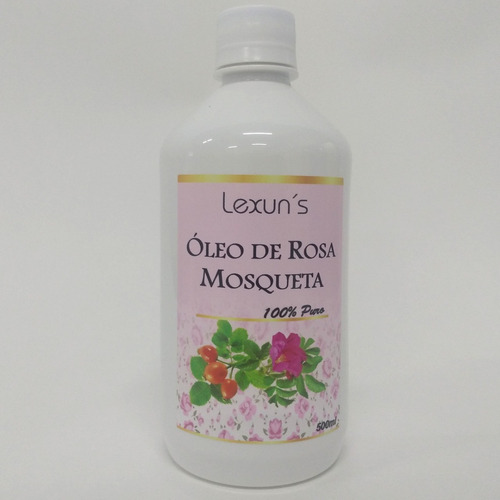 Lexun´s
ÓLEO DE ROSA
MOSQUETA
100% Puro
500ml